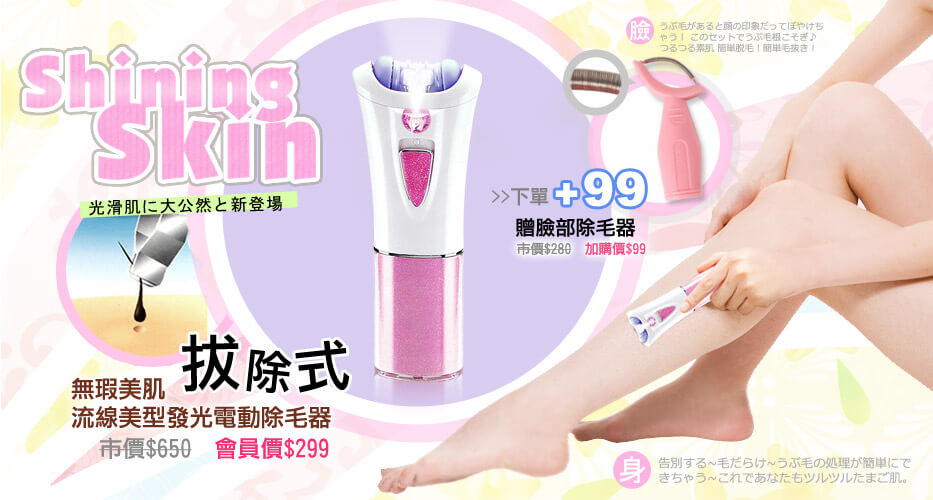 Shining
Skin
光滑肌に大公然と新登場
拔除式
無瑕美肌
流線美型發光電動除毛器
市價$650 會員價$299
>>下單+99
贈臉部除毛器
市價$280 加購價$99
臉
うぶ毛があると顔の印象だってぼやけち
ゃう！ このセットでうぶ毛根こそぎ♪
つるつる素肌 簡単脱毛！簡単毛抜き！
身
告別する~毛だらけ~うぶ毛の処理が簡単にで
きちゃう~これであなたもツルツルたまご肌。